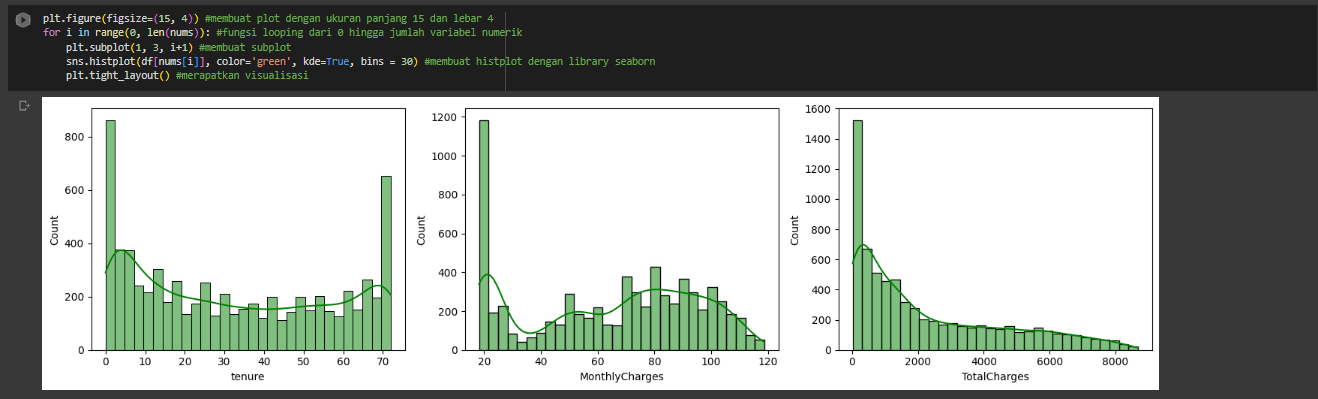 plt.figure(figsize=(15, 4)) #membuat plot dengan ukuran panjang 15 dan lebar 4
for i in range(0, len(nums)): #fungsi looping dari 0 hingga jumlah variabel numerik
    plt.subplot(1, 3, i+1) #membuat subplot
    sns.histplot(df[nums[i]], color='green', kde=True, bins = 30) #membuat histplot dengan library seaborn
    plt.tight_layout() #merapatkan visualisasi
800
600
400
200
0
Count
0 10 20 30 40 50 60 70
tenure
1200
1000
800
600
400
200
0
Count
20 40 60 80 100 120
MonthlyCharges
1600
1400
1200
1000
800
600
400
200
0
Count
0 2000 4000 6000 8000
TotalCharges